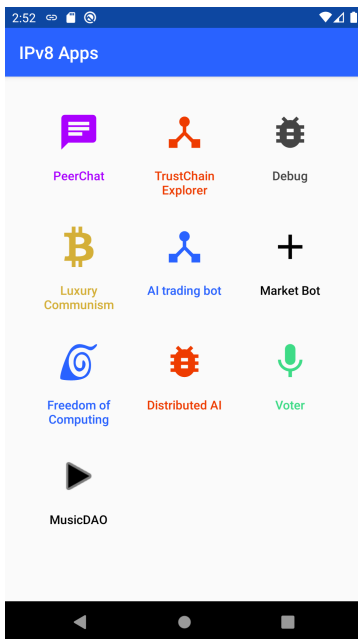 2:52
IPv8 Apps
PeerChat
TrustChain
Explorer
Debug
Luxury
Communism
AI trading bot
Market Bot
Freedom of
Computing
Distributed AI
Voter
MusicDAO